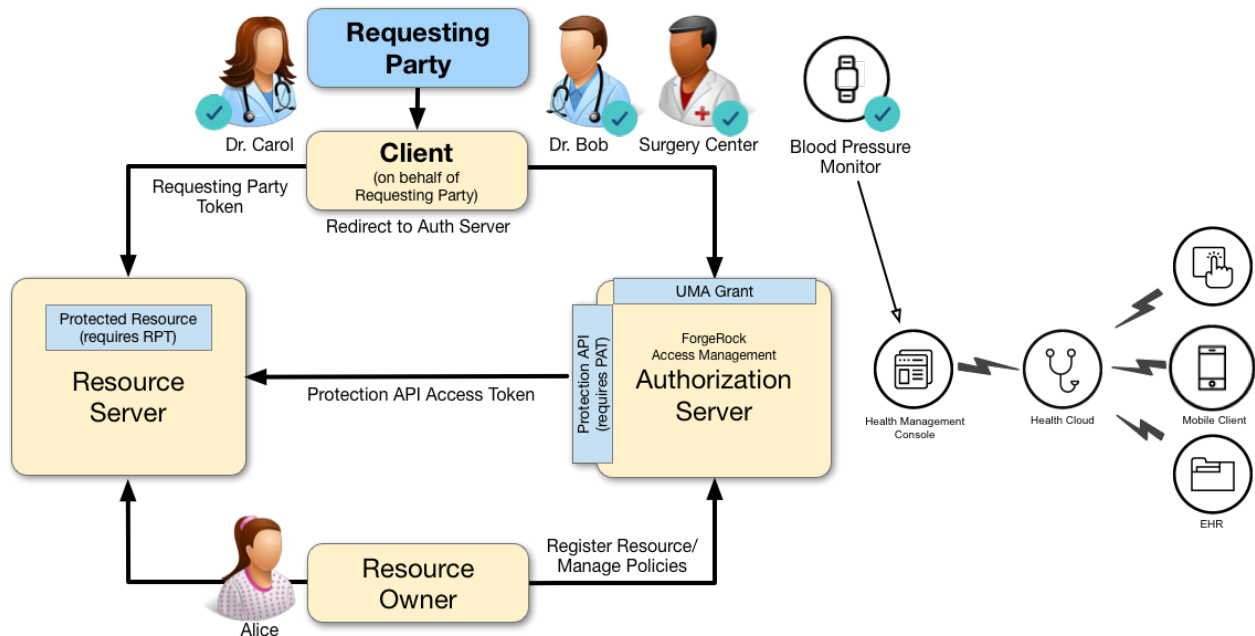 Requesting
Party
Dr. Carol
Client
(on behalf of
Requesting Party)
Dr. Bob
Surgery Center
Blood Pressure
Monitor
Requesting Party
Token
Redirect to Auth Server
UMA Grant
Protected Resource
(requires RPT)
Resource
Server
Protection API Access Token
Protection API
(requires PAT)
ForgeRock
Access Management
Authorization
Server
Health Management
Console
Health Cloud
Mobile Client
EHR
Alice
Resource
Owner
Register Resource/
Manage Policies